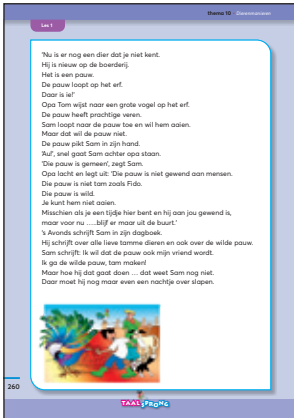 thema 10 - Dierenmanieren
Les 1
'Nu is er nog een dier dat je niet kent.
Hij is nieuw op de boerderij.
Het is een pauw.
De pauw loopt op het erf.
Daar is ie!'
Opa Tom wijst naar een grote vogel op het erf.
De pauw heeft prachtige veren.
Sam loopt naar de pauw toe en wil hem aaien.
Maar dat wil de pauw niet.
De pauw pikt Sam in zijn hand.
'Au!', snel gaat Sam achter opa staan.
'Die pauw is gemeen', zegt Sam.
Opa lacht en legt uit: 'Die pauw is niet gewend aan mensen.
Die pauw is niet tam zoals Fido.
Die pauw is wild.
Je kunt hem niet aaien.
Misschien als je een tijdje hier bent en hij aan jou gewend is,
maar voor nu .....blijf er maar uit de buurt.'
's Avonds schrijft Sam in zijn dagboek.
Hij schrijft over alle lieve tamme dieren en ook over de wilde pauw.
Sam schrijft: Ik wil dat de pauw ook mijn vriend wordt.
Ik ga de wilde pauw, tam maken!
Maar hoe hij dat gaat doen ... dat weet Sam nog niet.
Daar moet hij nog maar even een nachtje over slapen.
260
TAALSPRONG